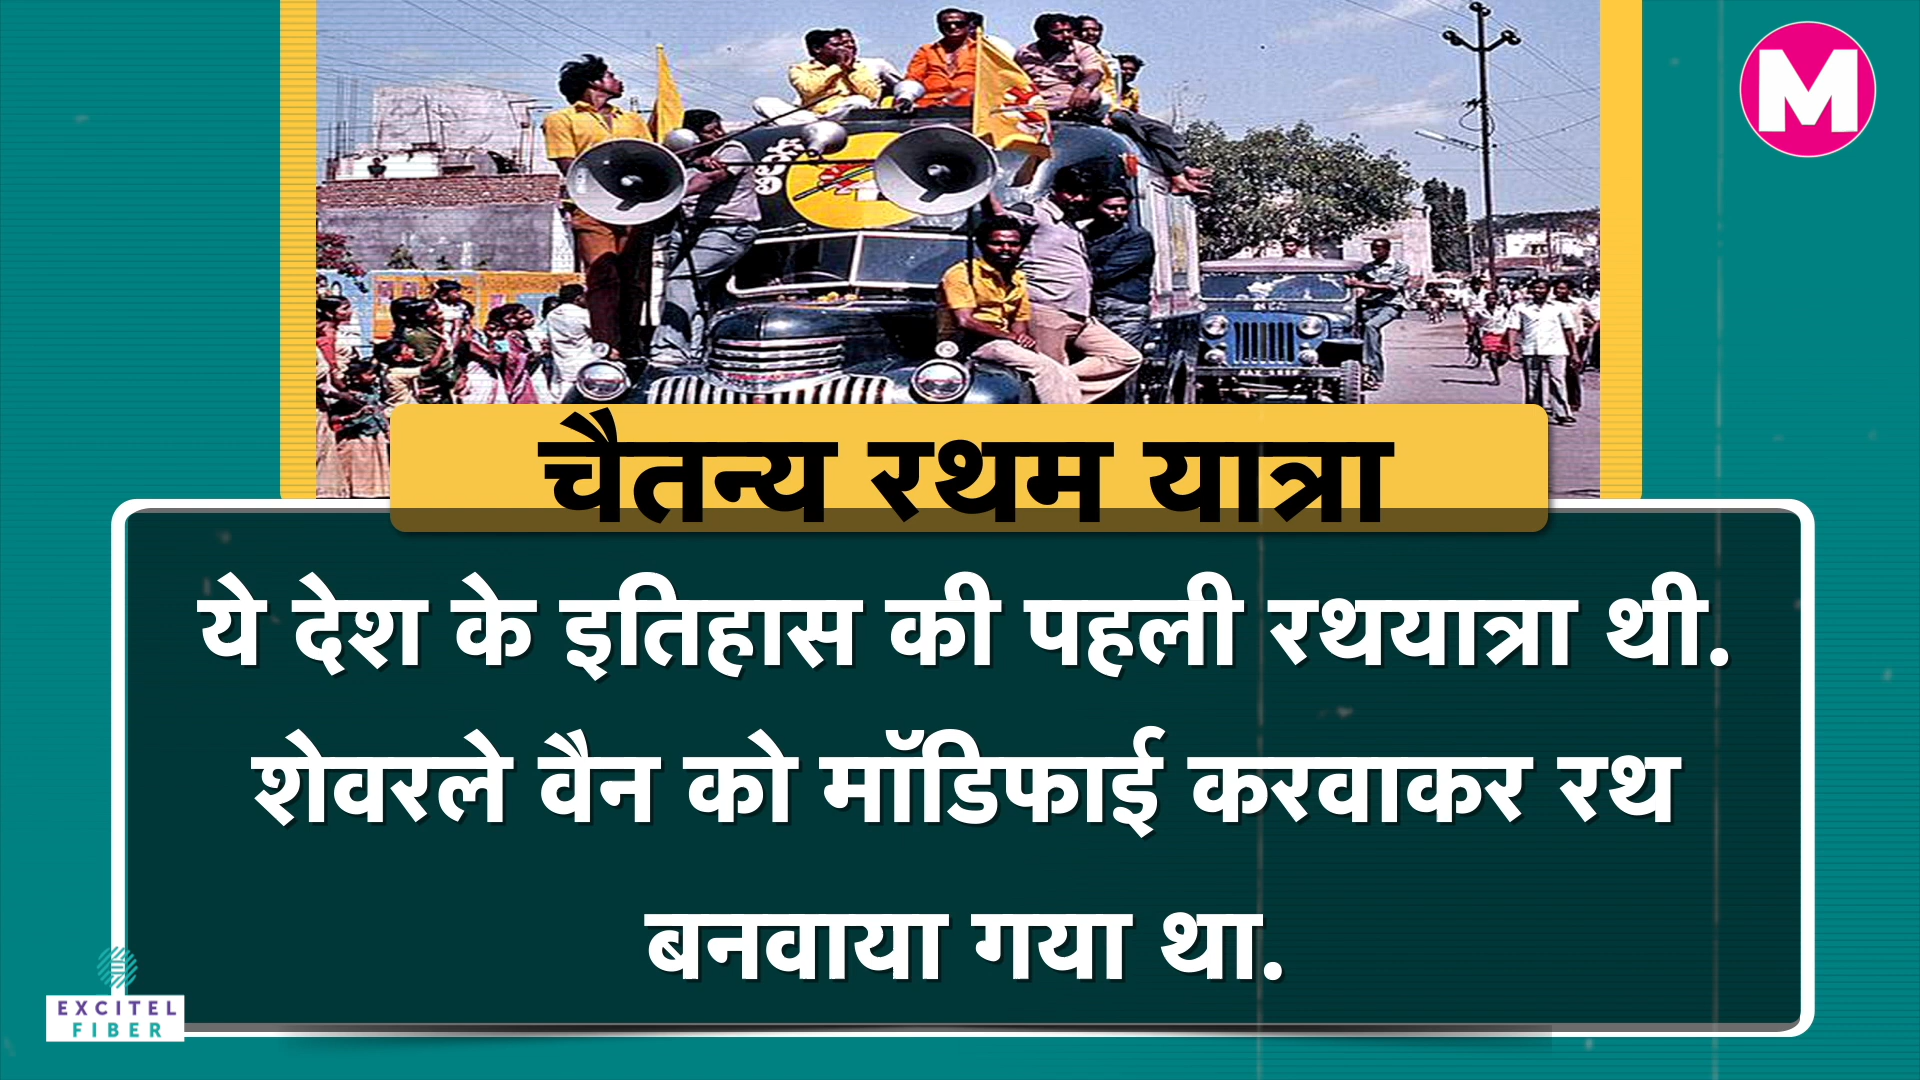 M
चैतन्य रथम यात्रा
ये देश के इतिहास की पहली रथयात्रा थी.
शेवरले वैन को मॉडिफाई करवाकर रथ
बनवाया गया था.
EXCITEL
FIBER